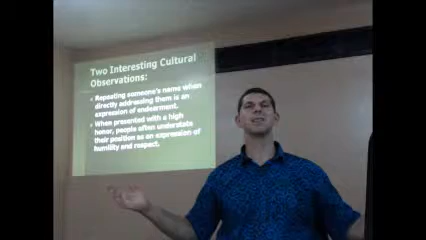 Two Interesting Cultural
Observations:
Repeating someone's name when
directly addressing them is an
expression of endearment.
When presented with a high
honor, people often understate
their position as an expression of
humility and respect.